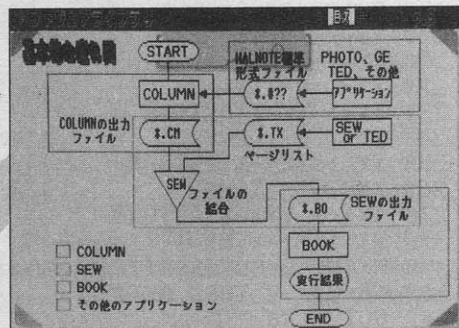 目次
START
HALNOTE標準
形式ファイル
PHOTO、GE
TED、その他
COLUMN
$.#??
アプリケーション
COLUMNの出力
ファイル
$.CM
$.TX
SEW
or TED
ページリスト
SEW
ファイルの
結合
$.BO
SEWの出力
ファイル
BOOK
実行結果
END
□ COLUMN
□ SEW
□ BOOK
□ その他のアプリケーション